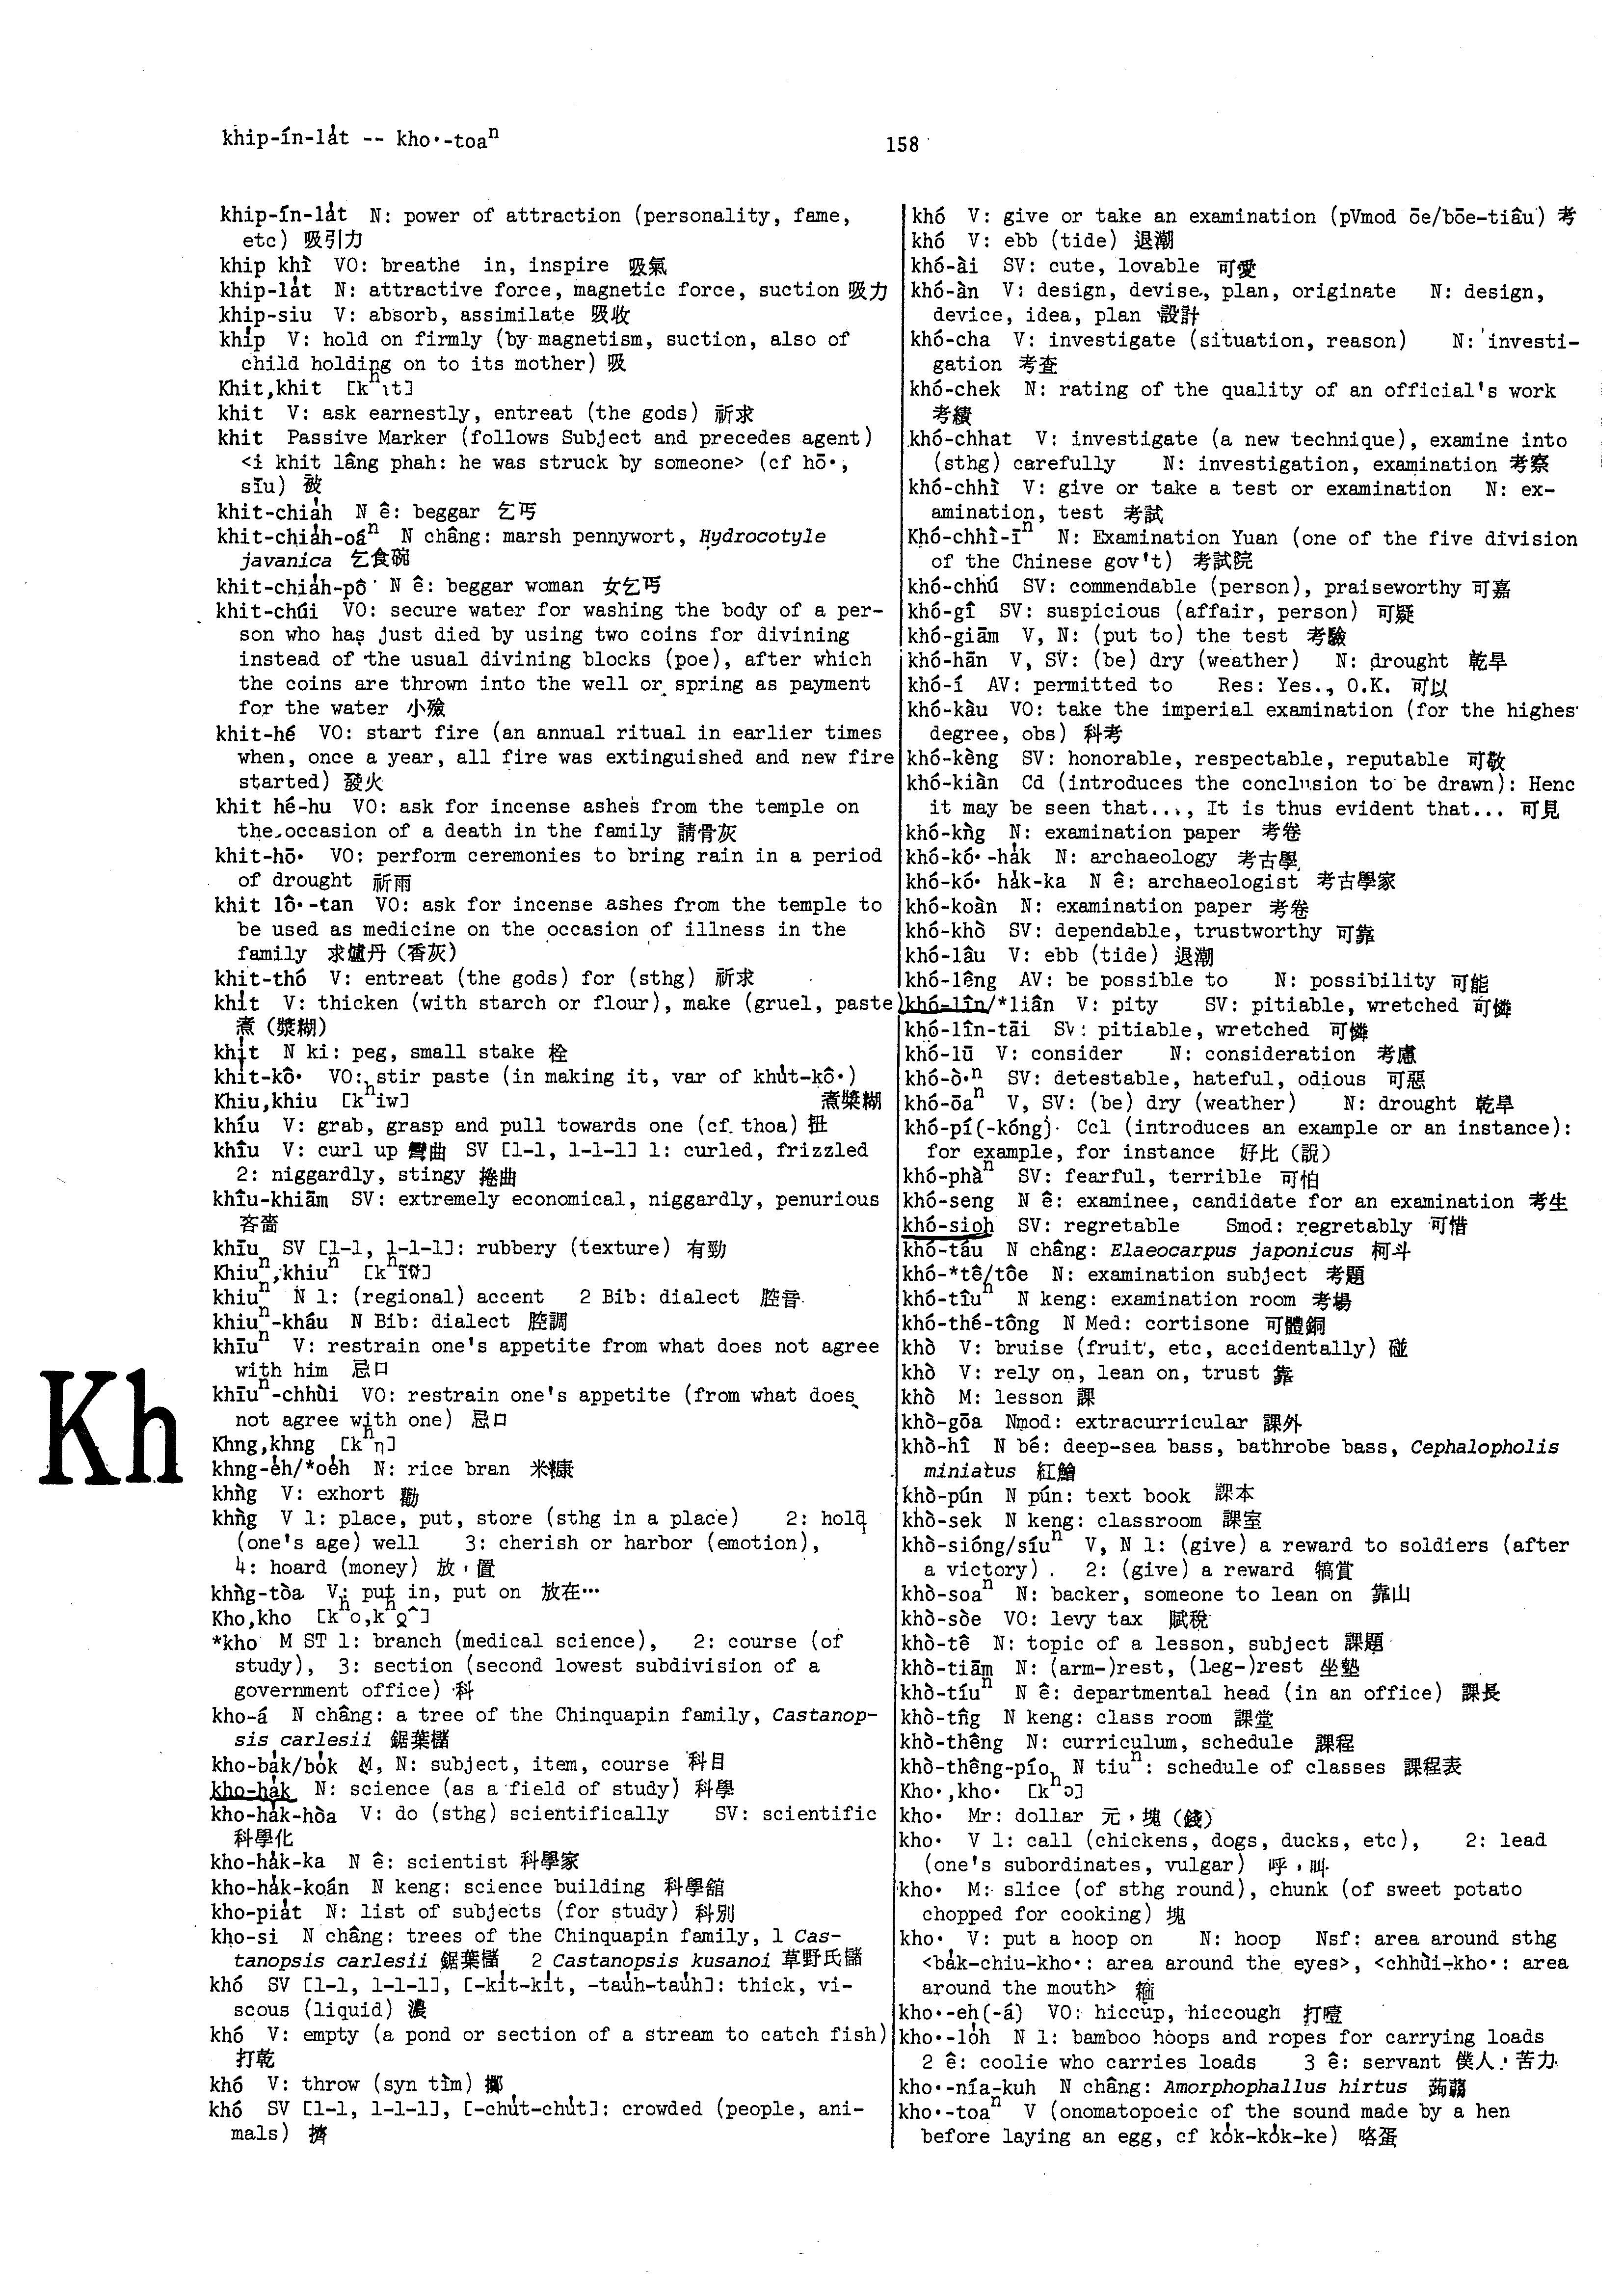 khip-ín-la̍t -- kho·-toaⁿ
158
khip-ín-la̍t N: power of attraction (personality, fame,
etc) 吸引力
khip khì VO: breathe in, inspire 吸氣
khip-la̍t N: attractive force, magnetic force, suction 吸力
khip-siu V: absorb, assimilate 吸收
khi̍p V: hold on firmly (by magnetism, suction, also of
child holding on to its mother) 吸
Khit,khit [kʰɩt]
khit V: ask earnestly, entreat (the gods) 祈求
khit Passive Marker (follows Subject and precedes agent)
<i khit lâng phah: he was struck by someone> (cf hō·,
sīu) 被
khit-chia̍h N ê: beggar 乞丐
khit-chia̍h-oáⁿ N châng: marsh pennywort, Hydrocotyle
javanica 乞食碗
khit-chia̍h-pô N ê: beggar woman 女乞丐
khit-chúi VO: secure water for washing the body of a per-
son who has just died by using two coins for divining
instead of the usual divining blocks (poe), after which
the coins are thrown into the well or spring as payment
for the water 小殮
khit-hé VO: start fire (an annual ritual in earlier times
when, once a year, all fire was extinguished and new fire
started) 發火
khit hé-hu VO: ask for incense ashes from the temple on
the occasion of a death in the family 請骨灰
khit-hō· VO: perform ceremonies to bring rain in a period
of drought 祈雨
khit lô·-tan VO: ask for incense ashes from the temple to
be used as medicine on the occasion of illness in the
family 求爐丹(香灰)
khit-thó V: entreat (the gods) for (sthg) 祈求
khi̍t V: thicken (with starch or flour), make (gruel, paste)
煮(漿糊)
khi̍t N ki: peg, small stake 栓
khi̍t-kô· VO: stir paste (in making it, var of khu̍t-kô·)
煮漿糊
Khiu,khiu [kʰiw]
khíu V: grab, grasp and pull towards one (cf. thoa) 扭
khîu V: curl up 彎曲 SV [1-1, 1-1-1] 1: curled, frizzled
2: niggardly, stingy 捲曲
khîu-khiām SV: extremely economical, niggardly, penurious
吝嗇
khīu SV [1-1, 1-1-1]: rubbery (texture) 有勁
Khiuⁿ,khiuⁿ [kʰĩw̃]
khiuⁿ N 1: (regional) accent 2 Bib: dialect 腔音
khiuⁿ-kháu N Bib: dialect 腔調
khīuⁿ V: restrain one's appetite from what does not agree
with him 忌口
khīuⁿ-chhùi VO: restrain one's appetite (from what does
not agree with one) 忌口
Kh
Khng,khng [kʰŋ]
khng-e̍h/*oe̍h N: rice bran 米糠
khǹg V: exhort 勸
khǹg V 1: place, put, store (sthg in a place) 2: hold
(one's age) well 3: cherish or harbor (emotion),
4: hoard (money) 放，置
khǹg-tòa V: put in, put on 放在…
Kho,kho [kʰo,kʰƍ^]
*kho M ST 1: branch (medical science), 2: course (of
study), 3: section (second lowest subdivision of a
government office) 科
kho-á N châng: a tree of the Chinquapin family, Castanop-
sis carlesii 鋸葉櫧
kho-ba̍k/bo̍k M, N: subject, item, course 科目
kho-ha̍k N: science (as a field of study) 科學
kho-ha̍k-hòa V: do (sthg) scientifically SV: scientific
科學化
kho-ha̍k-ka N ê: scientist 科學家
kho-ha̍k-koán N keng: science building 科學舘
kho-pia̍t N: list of subjects (for study) 科別
kho-si N châng: trees of the Chinquapin family, 1 Cas-
tanopsis carlesii 鋸葉櫧 2 Castanopsis kusanoi 草野氏櫧
khó SV [1-1, 1-1-1], [-ki̍t-ki̍t, -tau̍h-tau̍h]: thick, vi-
scous (liquid) 濃
khó V: empty (a pond or section of a stream to catch fish)
打乾
khó V: throw (syn tìm) 擲
khó SV [1-1, 1-1-1], [-chu̍t-chu̍t]: crowded (people, ani-
mals) 擠
khó V: give or take an examination (pVmod ōe/bōe-tiâu) 考
khó V: ebb (tide) 退潮
khó-ài SV: cute, lovable 可愛
khó-àn V: design, devise, plan, originate N: design,
device, idea, plan 設計
khó-cha V: investigate (situation, reason) N: investi-
gation 考查
khó-chek N: rating of the quality of an official's work
考績
khó-chhat V: investigate (a new technique), examine into
(sthg) carefully N: investigation, examination 考察
khó-chhì V: give or take a test or examination N: ex-
amination, test 考試
Khó-chhì-īⁿ N: Examination Yuan (one of the five division
of the Chinese gov't) 考試院
khó-chhú SV: commendable (person), praiseworthy 可嘉
khó-gî SV: suspicious (affair, person) 可疑
khó-giām V, N: (put to) the test 考驗
khó-hān V, SV: (be) dry (weather) N: drought 乾旱
khó-í AV: permitted to Res: Yes., O.K. 可以
khó-kàu VO: take the imperial examination (for the highes
degree, obs) 科考
khó-kèng SV: honorable, respectable, reputable 可敬
khó-kiàn Cd (introduces the conclusion to be drawn): Henc
it may be seen that..., It is thus evident that... 可見
khó-kǹg N: examination paper 考卷
khó-kó·-ha̍k N: archaeology 考古學
khó-kó· ha̍k-ka N ê: archaeologist 考古學家
khó-koàn N: examination paper 考卷
khó-khò SV: dependable, trustworthy 可靠
khó-lâu V: ebb (tide) 退潮
khó-lêng AV: be possible to N: possibility 可能
khó-lîn/*liân V: pity SV: pitiable, wretched 可憐
khó-lîn-tāi SV: pitiable, wretched 可憐
khó-lū V: consider N: consideration 考慮
khó-ò·ⁿ SV: detestable, hateful, odious 可惡
khó-ōaⁿ V, SV: (be) dry (weather) N: drought 乾旱
khó-pí(-kóng) Ccl (introduces an example or an instance):
for example, for instance 好比(說)
khó-phàⁿ SV: fearful, terrible 可怕
khó-seng N ê: examinee, candidate for an examination 考生
khó-sioh SV: regretable Smod: regretably 可惜
khó-táu N châng: Elaeocarpus japonicus 柯斗
khó-*tê/tôe N: examination subject 考題
khó-tîuⁿ N keng: examination room 考場
khó-thé-tông N Med: cortisone 可體銅
khò V: bruise (fruit, etc, accidentally) 碰
khò V: rely on, lean on, trust 靠
khò M: lesson 課
khò-gōa Nmod: extracurricular 課外
khò-hî N bé: deep-sea bass, bathrobe bass, Cephalopholis
miniatus 紅鱠
khò-pún N pún: text book 課本
khò-sek N keng: classroom 課室
khò-sióng/síuⁿ V, N 1: (give) a reward to soldiers (after
a victory). 2: (give) a reward 犒賞
khò-soaⁿ N: backer, someone to lean on 靠山
khò-sòe VO: levy tax 賦稅
khò-tê N: topic of a lesson, subject 課題
khò-tiām N: (arm-)rest, (leg-)rest 坐墊
khò-tíuⁿ N ê: departmental head (in an office) 課長
khò-tn̂g N keng: class room 課堂
khò-thêng N: curriculum, schedule 課程
khò-thêng-pío N tiuⁿ: schedule of classes 課程表
Kho·,kho· [kʰɔ]
kho· Mr: dollar 元，塊(錢)
kho· V 1: call (chickens, dogs, ducks, etc), 2: lead
(one's subordinates, vulgar) 呼，叫
kho· M: slice (of sthg round), chunk (of sweet potato
chopped for cooking) 塊
kho· V: put a hoop on N: hoop Nsf: area around sthg
<ba̍k-chiu-kho·: area around the eyes>, <chhùi-kho·: area
around the mouth> 箍
kho·-eh(-á) VO: hiccup, hiccough 打噎
kho·-lo̍h N 1: bamboo hoops and ropes for carrying loads
2 ê: coolie who carries loads 3 ê: servant 僕人，苦力
kho·-nía-kuh N châng: Amorphophallus hirtus 蒟蒻
kho·-toaⁿ V (onomatopoeic of the sound made by a hen
before laying an egg, cf ko̍k-ko̍k-ke) 咯蛋